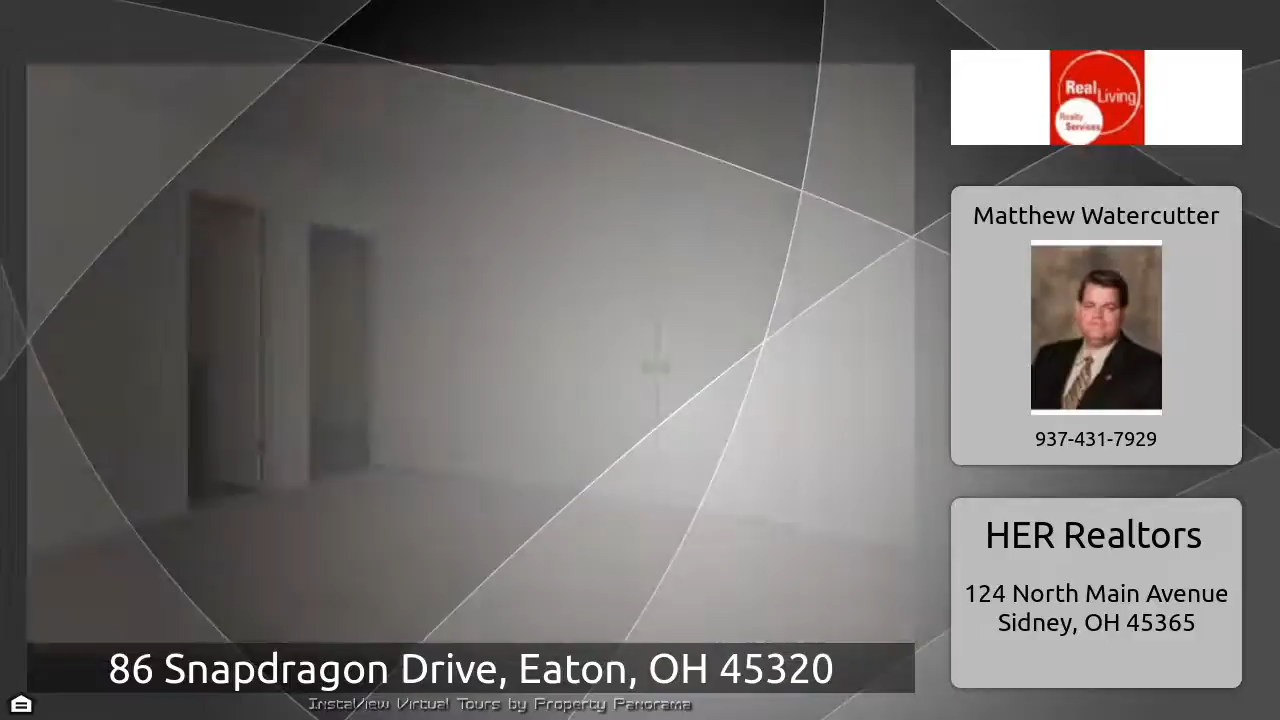 Real
Living
Realty
Services
Matthew Watercutter
937-431-7929
HER Realtors
124 North Main Avenue
Sidney, OH 45365
86 Snapdragon Drive, Eaton, OH 45320
InstaView Virtual Tours by Property Panorama